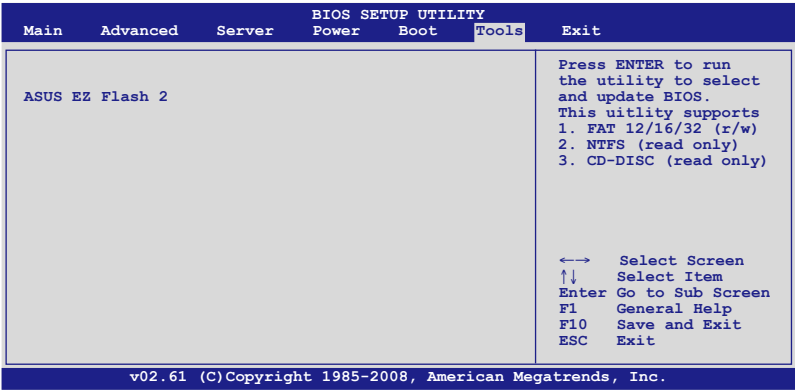 BIOS SETUP UTILITY
Main Advanced Server Power Boot Tools Exit
ASUS EZ Flash 2
Press ENTER to run
the utility to select
and update BIOS.
This uitlity supports
1. FAT 12/16/32 (r/w)
2. NTFS (read only)
3. CD-DISC (read only)
←→ Select Screen
↑↓ Select Item
Enter Go to Sub Screen
F1 General Help
F10 Save and Exit
ESC Exit
v02.61 (C)Copyright 1985-2008, American Megatrends, Inc.